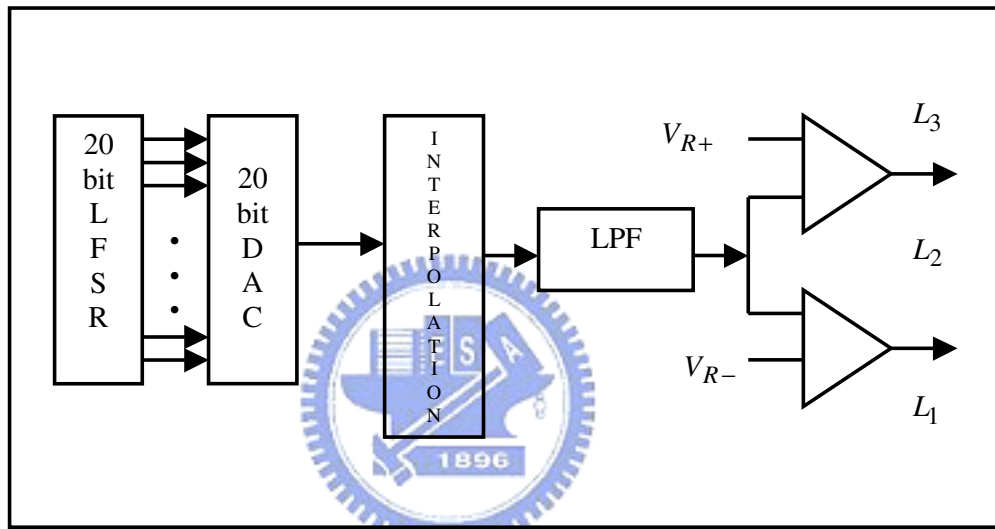 20
bit
L
F
S
R
20
bit
D
A
C
I
N
T
E
R
P
O
L
A
T
I
O
N
LPF
V_{R+}
V_{R-}
L_3
L_2
L_1
E S A
1896